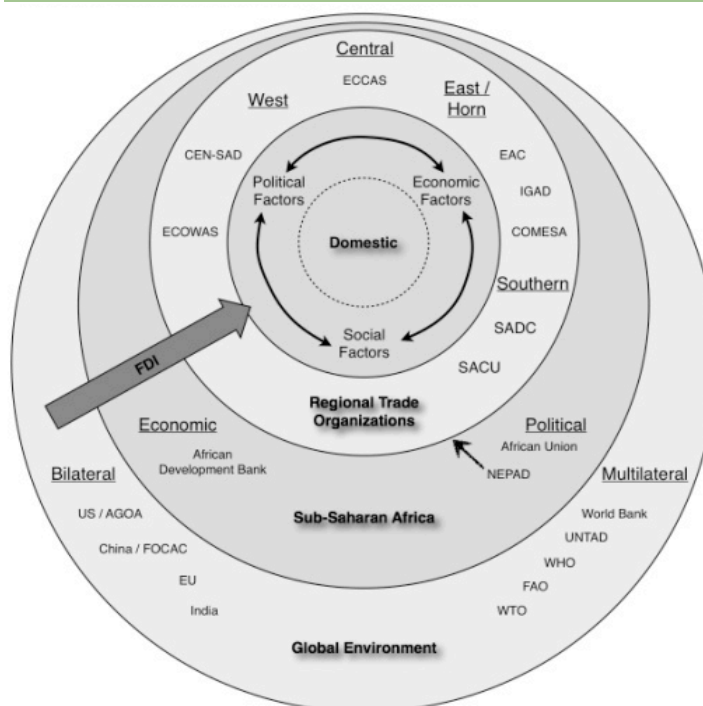 Central
ECCAS
West
East /
Horn
CEN-SAD
EAC
Political
Factors
Economic
Factors
IGAD
ECOWAS
COMESA
Domestic
Southern
SADC
Social
Factors
SACU
FDI
Regional Trade
Organizations
Economic
Political
African
Development Bank
African Union
NEPAD
Bilateral
Multilateral
US / AGOA
World Bank
Sub-Saharan Africa
UNTAD
China / FOCAC
WHO
EU
FAO
India
WTO
Global Environment